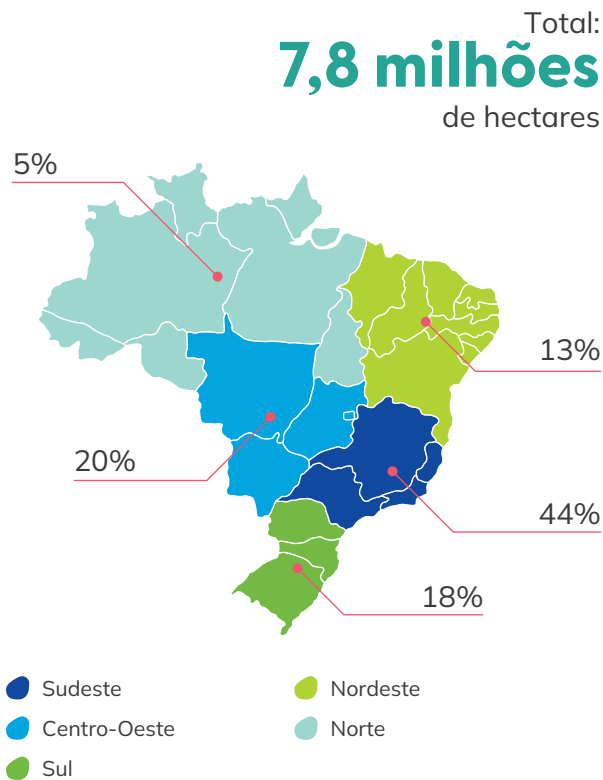 Total:
7,8 milhões
de hectares
5%
13%
20%
44%
18%
Sudeste
Nordeste
Centro-Oeste
Norte
Sul